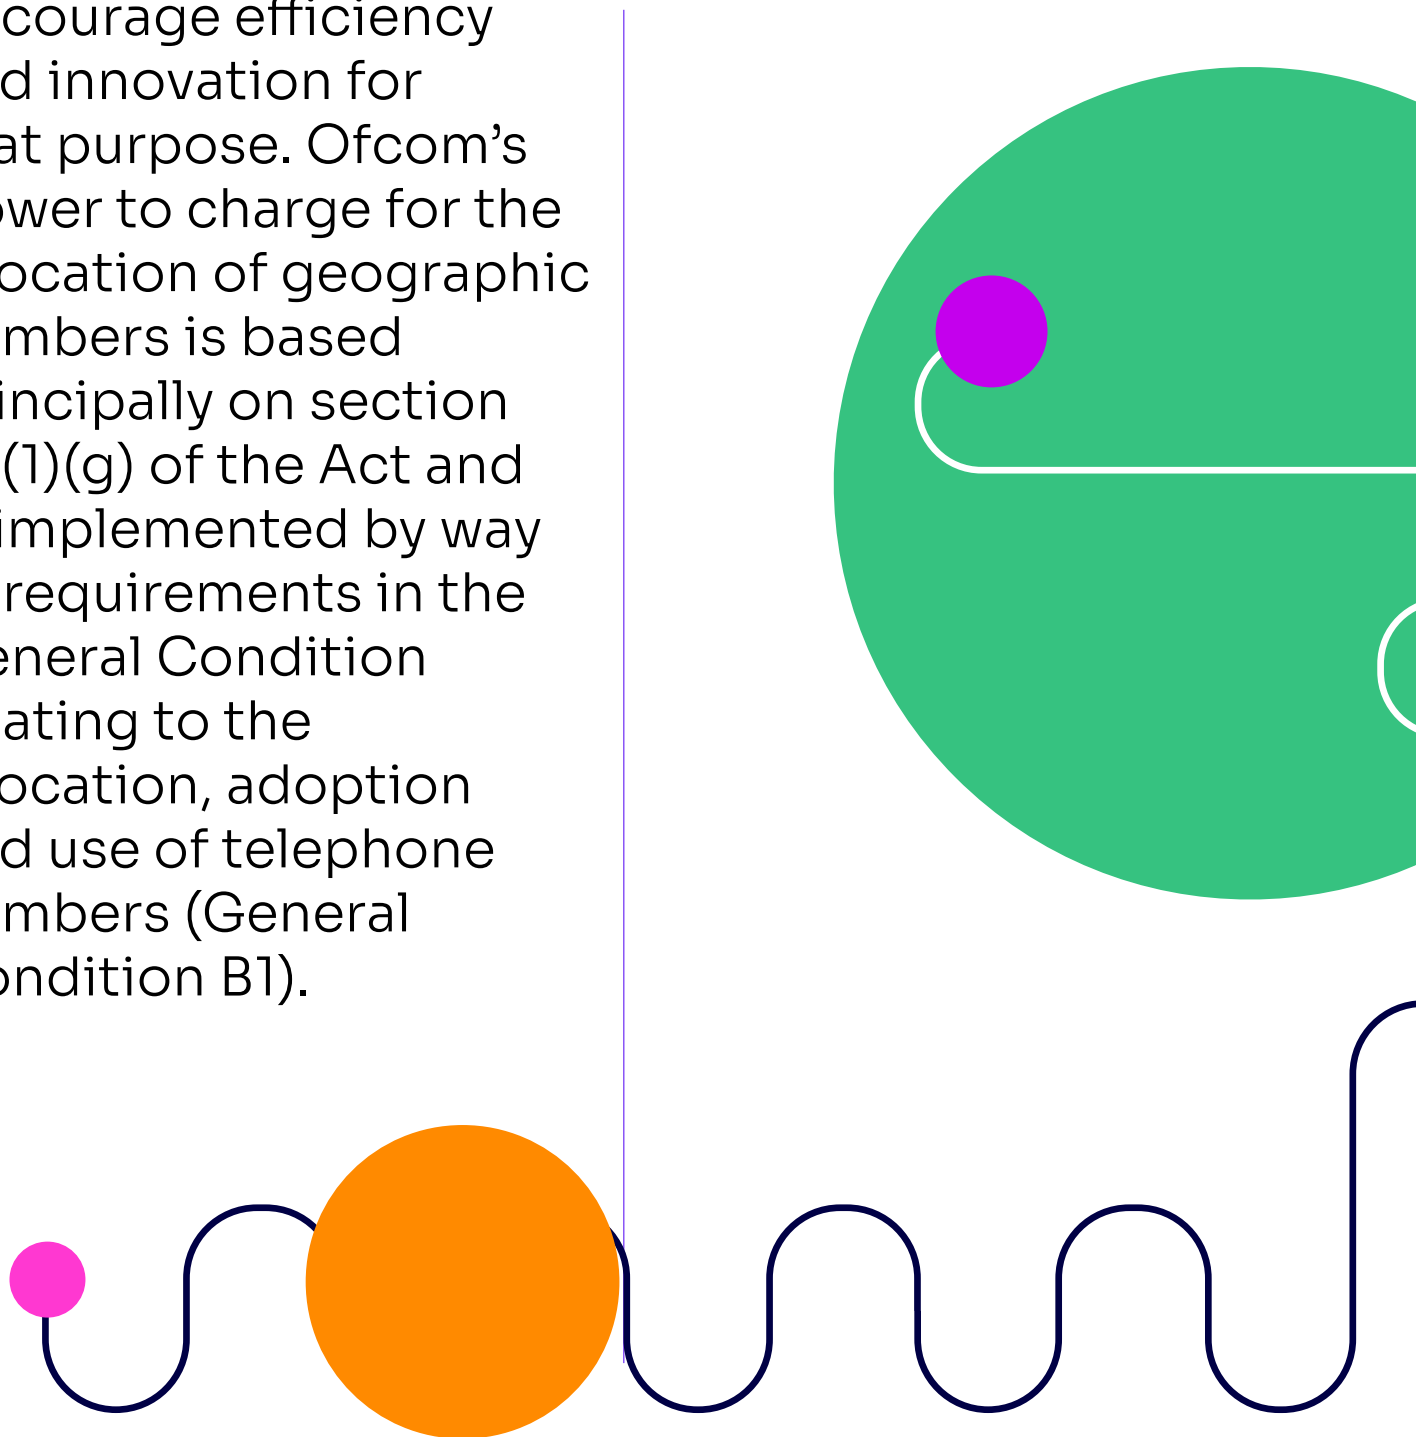 courage efficiency
d innovation for
at purpose. Ofcom’s
ower to charge for the
ocation of geographic
mbers is based
incipally on section
(1)(g) of the Act and
implemented by way
requirements in the
eneral Condition
ating to the
ocation, adoption
d use of telephone
mbers (General
ondition B1).